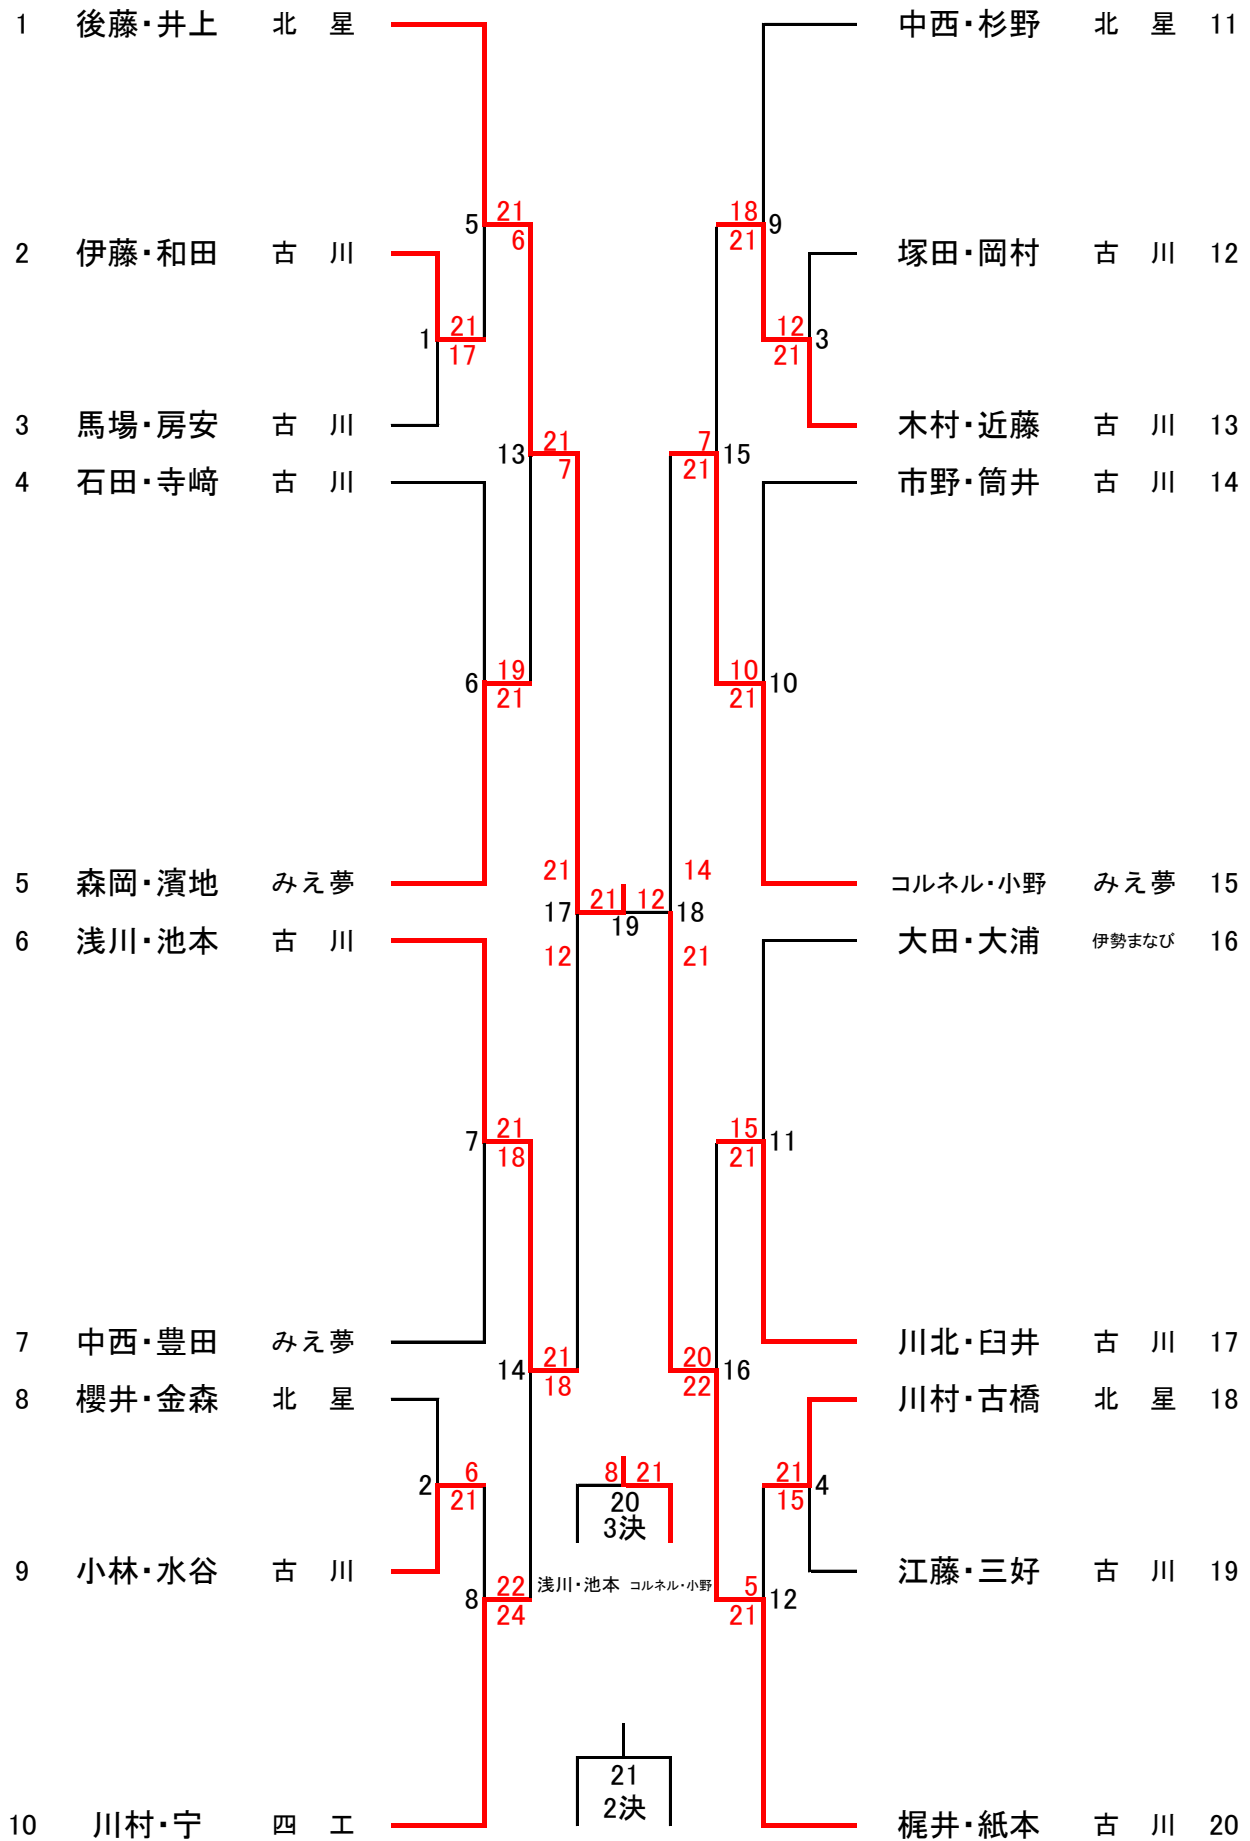 1 後藤・井上 北 星 中西・杉野 北 星 11
21 18
5 9
6 21
2 伊藤・和田 古 川 塚田・岡村 古 川 12
21 12
1 3
17 21
3 馬場・房安 古 川 木村・近藤 古 川 13
21 7
13 15
7 21
4 石田・寺﨑 古 川 市野・筒井 古 川 14
19 10
6 10
21 21
21 14
5 森岡・濱地 みえ夢 コルネル・小野 みえ夢 15
21 12
17 18
19
6 浅川・池本 古 川 大田・大浦 伊勢まなび 16
12 21
21 15
7 11
18 21
7 中西・豊田 みえ夢 川北・臼井 古 川 17
21 20
14 16
18 22
8 櫻井・金森 北 星 川村・古橋 北 星 18
6 8 21 21
2 4
21 20 15
3決
9 小林・水谷 古 川 江藤・三好 古 川 19
22 浅川・池本 コルネル・小野 5
8 12
24 21
21
2決
10 川村・宁 四 工 梶井・紙本 古 川 20